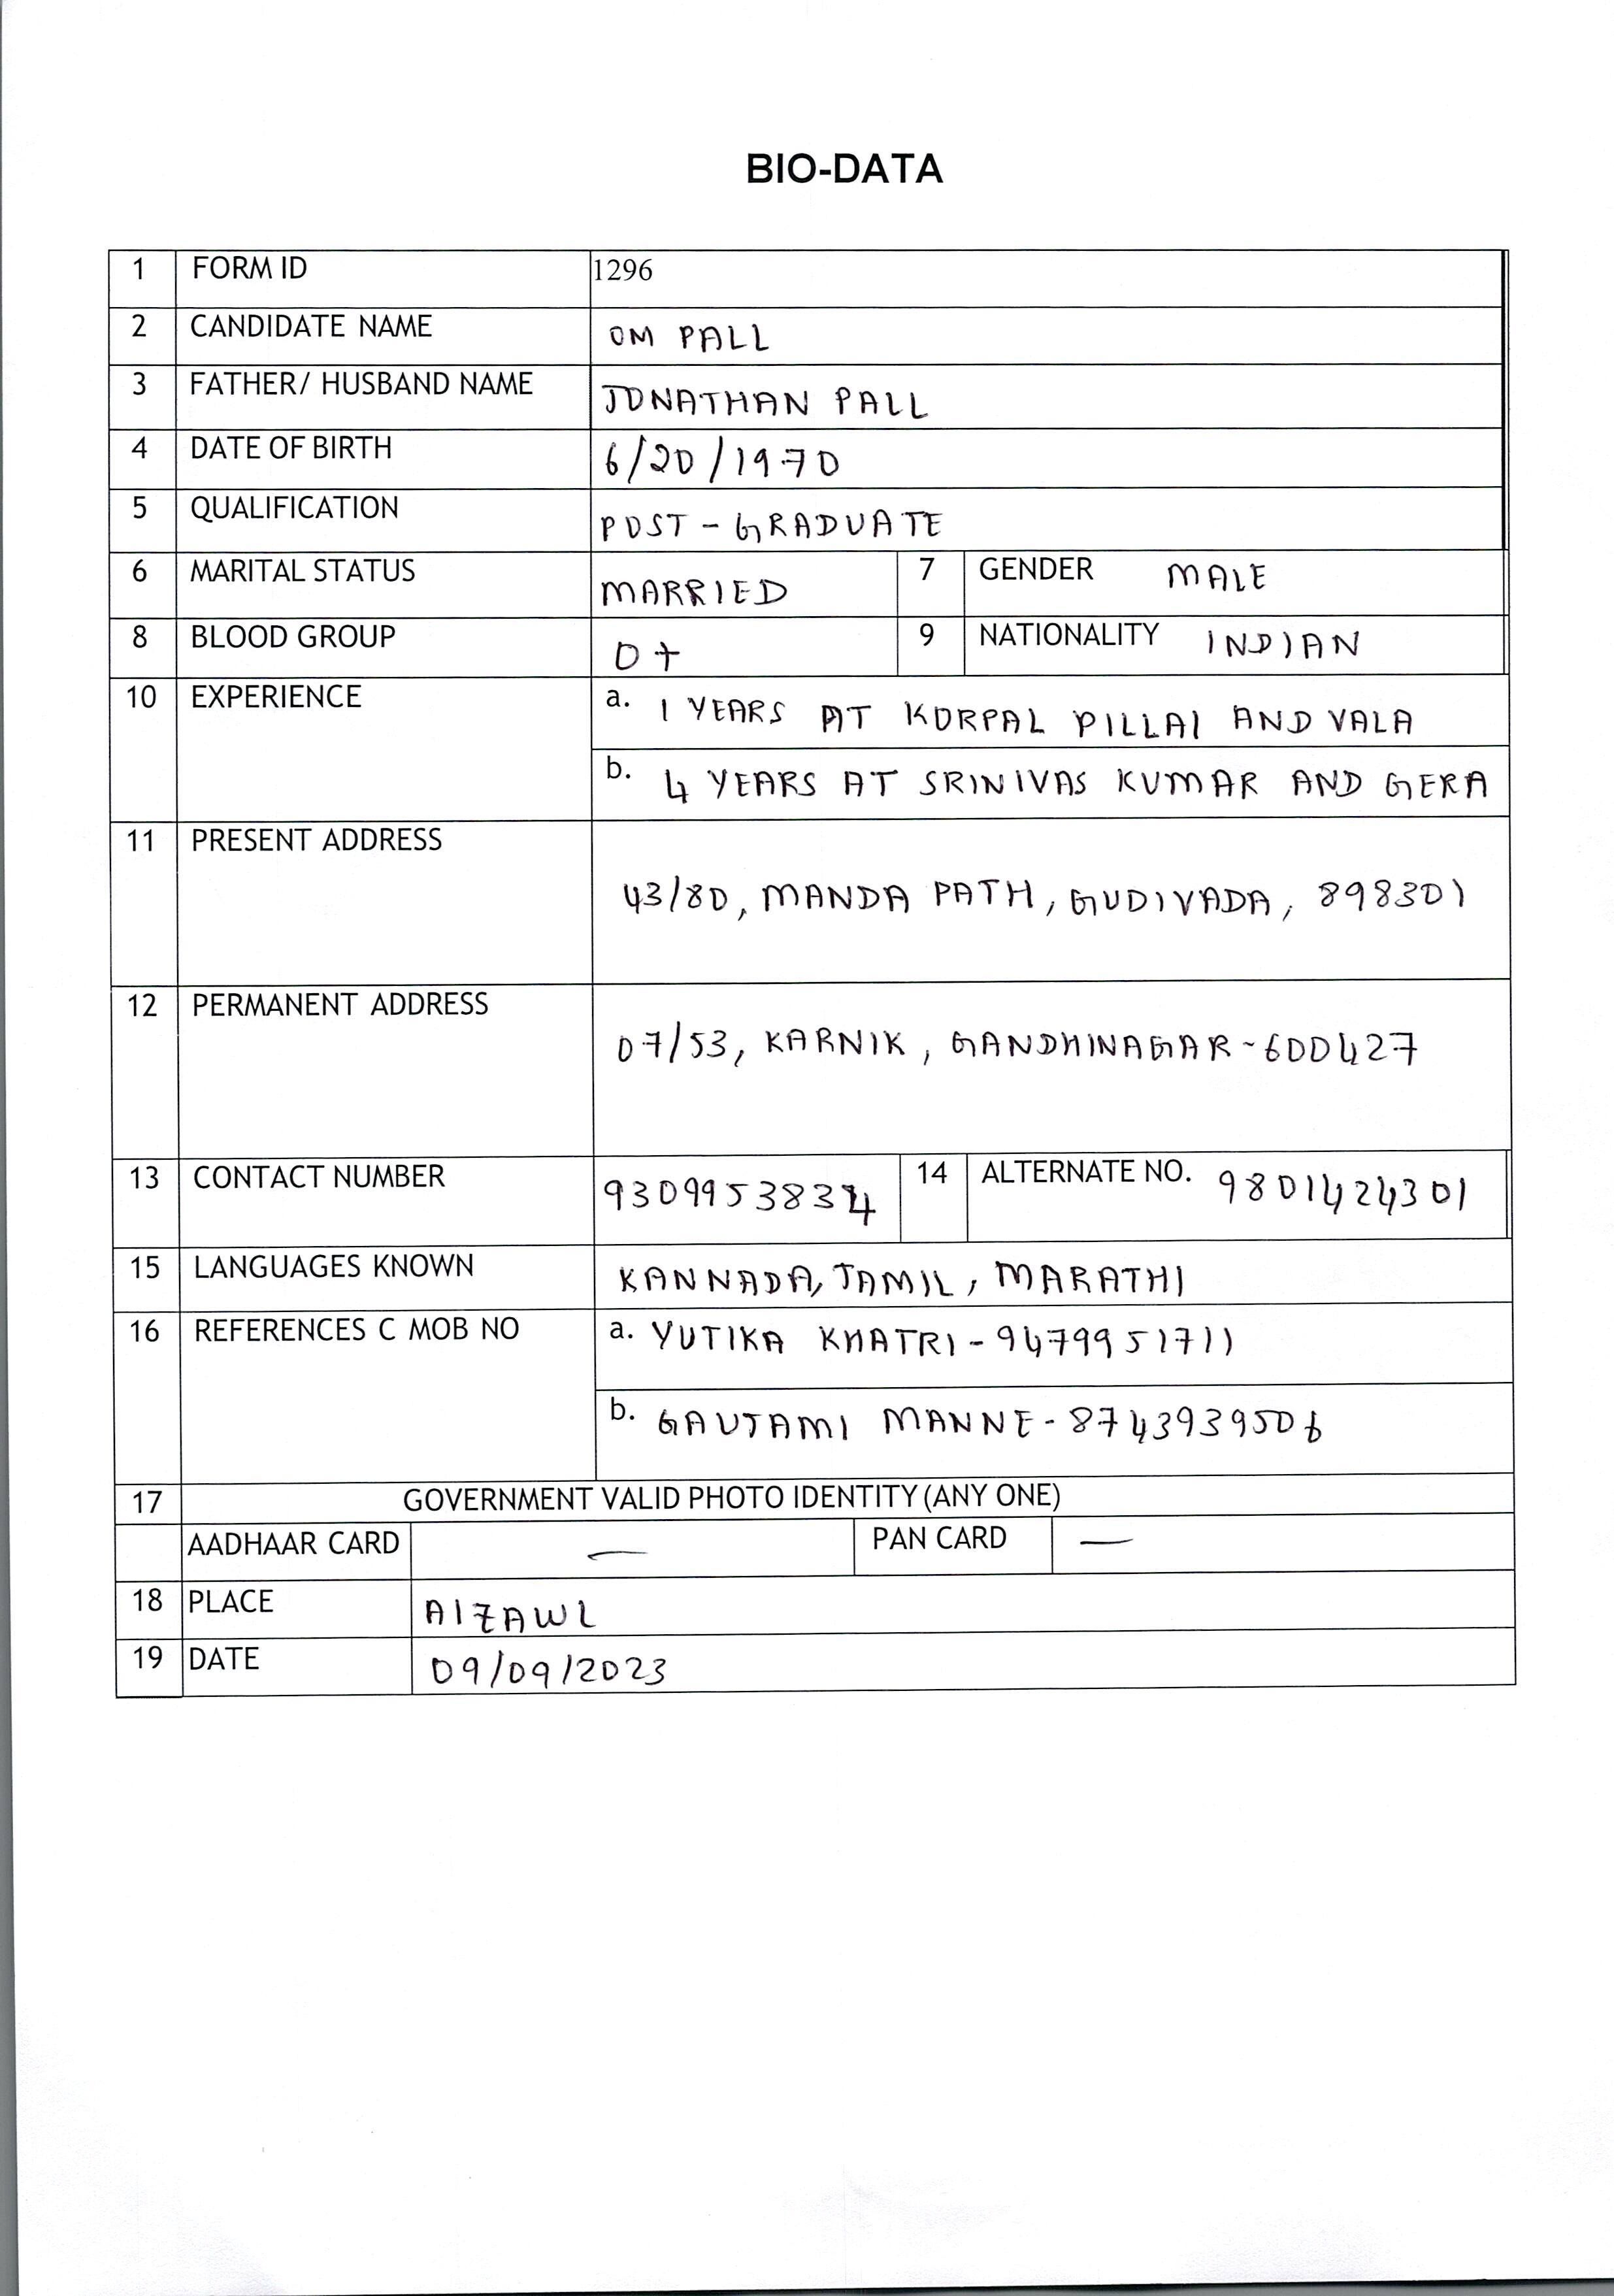 BIO-DATA
1 FORM ID 1296
2 CANDIDATE NAME OM PALL
3 FATHER/ HUSBAND NAME JONATHAN PALL
4 DATE OF BIRTH 6/20/1970
5 QUALIFICATION POST-GRADUATE
6 MARITAL STATUS MARRIED 7 GENDER MALE
8 BLOOD GROUP O+ 9 NATIONALITY INDIAN
10 EXPERIENCE a. 1 YEARS AT KORPAL PILLAI AND VALA
b. 4 YEARS AT SRINIVAS KUMAR AND GERA
11 PRESENT ADDRESS
43/80, MANDA PATH, GUDIVADA, 898301
12 PERMANENT ADDRESS
07/53, KARNIK, GANDHINAGAR-600427
13 CONTACT NUMBER 9309953834 14 ALTERNATE NO. 9801424301
15 LANGUAGES KNOWN KANNADA, TAMIL, MARATHI
16 REFERENCES C MOB NO a. YUTIKA KHATRI-9479951711
b. GAUTAMI MANNE-8743939506
17 GOVERNMENT VALID PHOTO IDENTITY (ANY ONE)
AADHAAR CARD — PAN CARD —
18 PLACE AIZAWL
19 DATE 09/09/2023